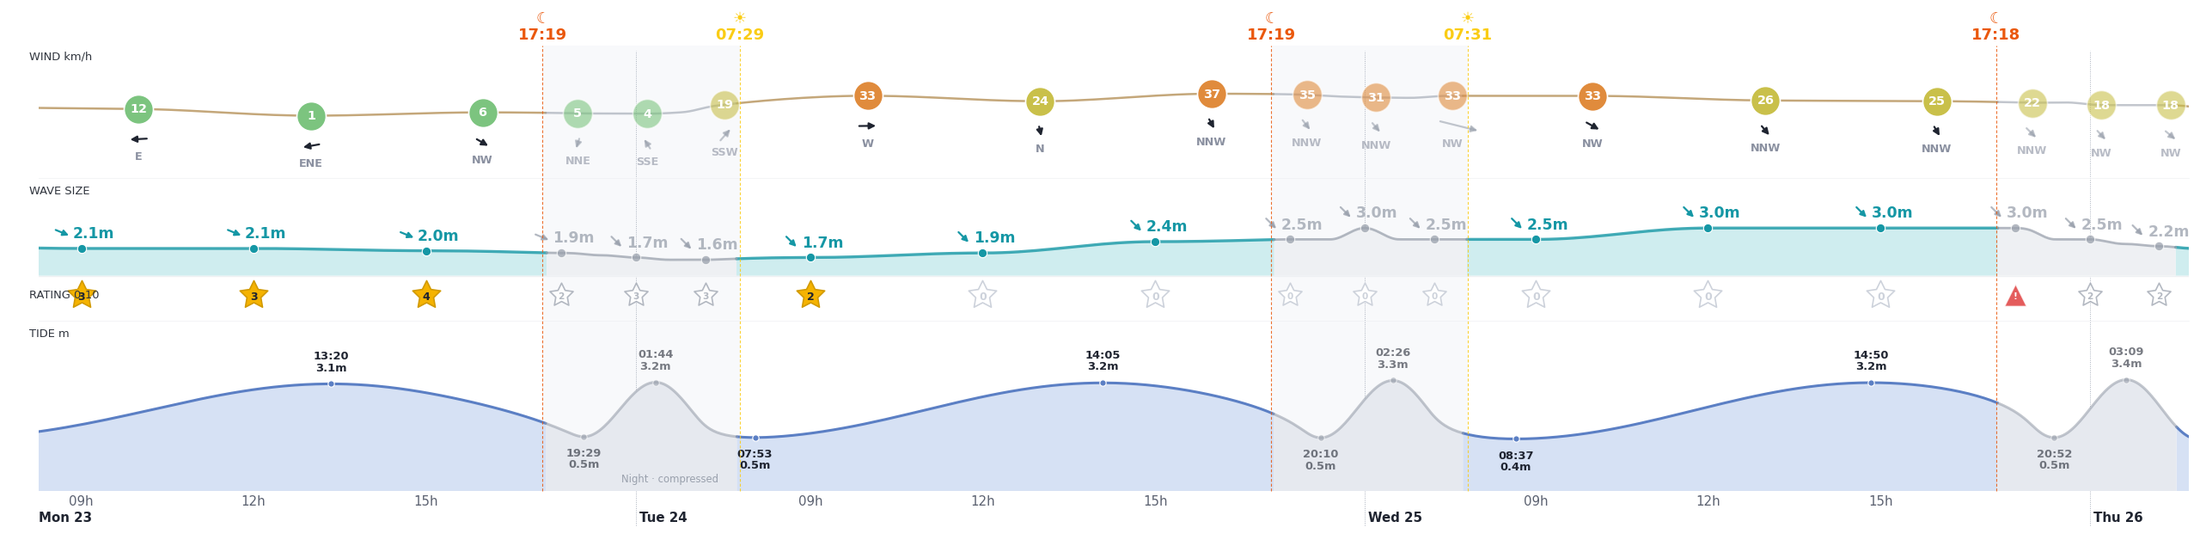 17:19
07:29
17:19
07:31
17:18
WIND km/h
12
1
6
5
4
19
33
24
37
35
31
33
33
26
25
22
18
18
E
ENE
NW
NNE
SSE
SSW
W
N
NNW
NNW
NNW
NW
NW
NNW
NNW
NNW
NW
NW
WAVE SIZE
2.1m
2.1m
2.0m
1.9m
1.7m
1.6m
1.7m
1.9m
2.4m
2.5m
3.0m
2.5m
2.5m
3.0m
3.0m
3.0m
2.5m
2.2m
RATING 0-10
3
3
4
2
3
3
2
0
0
0
0
0
0
0
0
!
2
2
TIDE m
13:20
3.1m
19:29
0.5m
01:44
3.2m
07:53
0.5m
14:05
3.2m
20:10
0.5m
02:26
3.3m
08:37
0.4m
14:50
3.2m
20:52
0.5m
03:09
3.4m
Night · compressed
09h
12h
15h
09h
12h
15h
09h
12h
15h
Mon 23
Tue 24
Wed 25
Thu 26